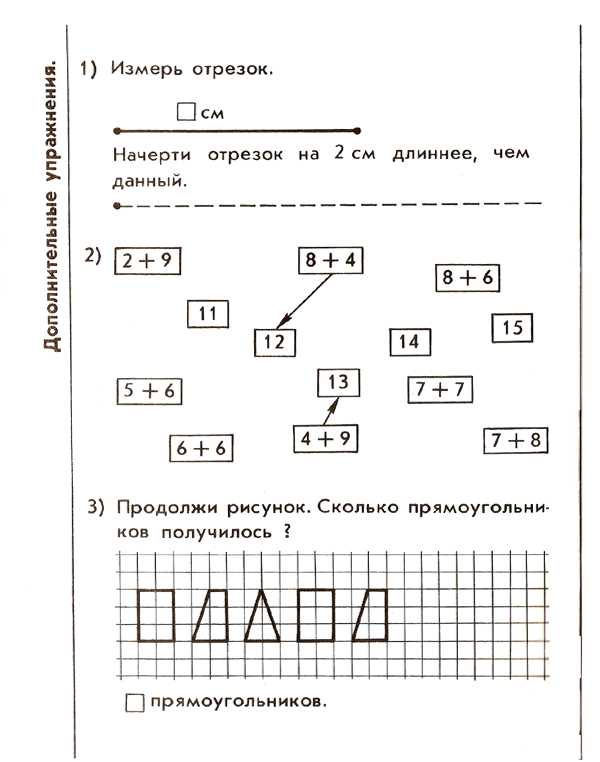 Дополнительные упражнения.
1) Измерь отрезок.
см
Начерти отрезок на 2 см длиннее, чем
данный.
2) 2 + 9 8 + 4 8 + 6
11 12 14 15
5 + 6 13 7 + 7
6 + 6 4 + 9 7 + 8
3) Продолжи рисунок. Сколько прямоугольни-
ков получилось ?
прямоугольников.